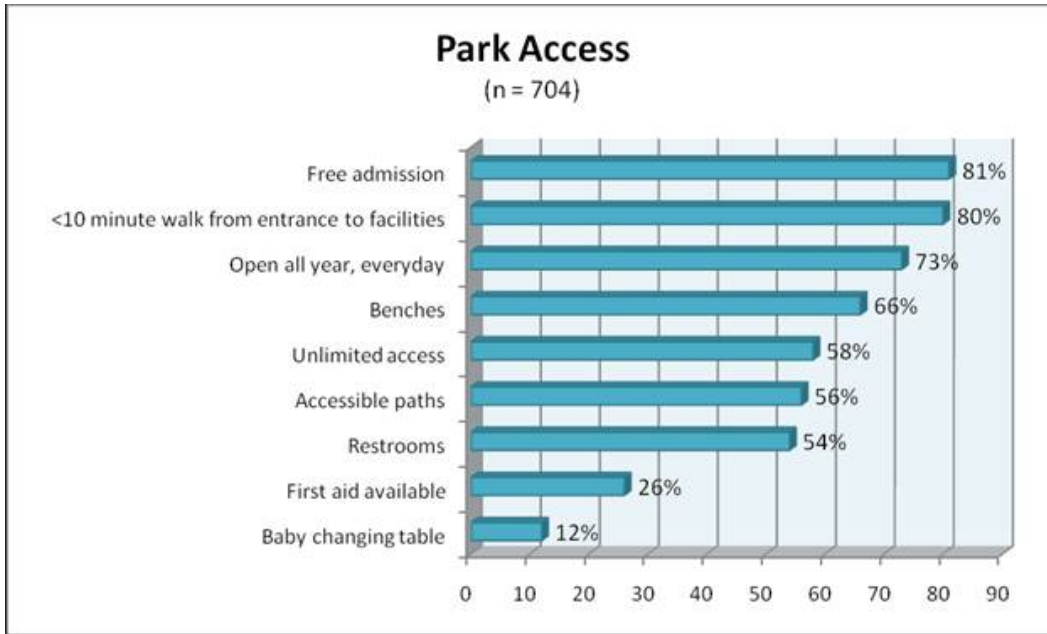 Park Access
(n = 704)
Free admission 81%
<10 minute walk from entrance to facilities 80%
Open all year, everyday 73%
Benches 66%
Unlimited access 58%
Accessible paths 56%
Restrooms 54%
First aid available 26%
Baby changing table 12%
0 10 20 30 40 50 60 70 80 90